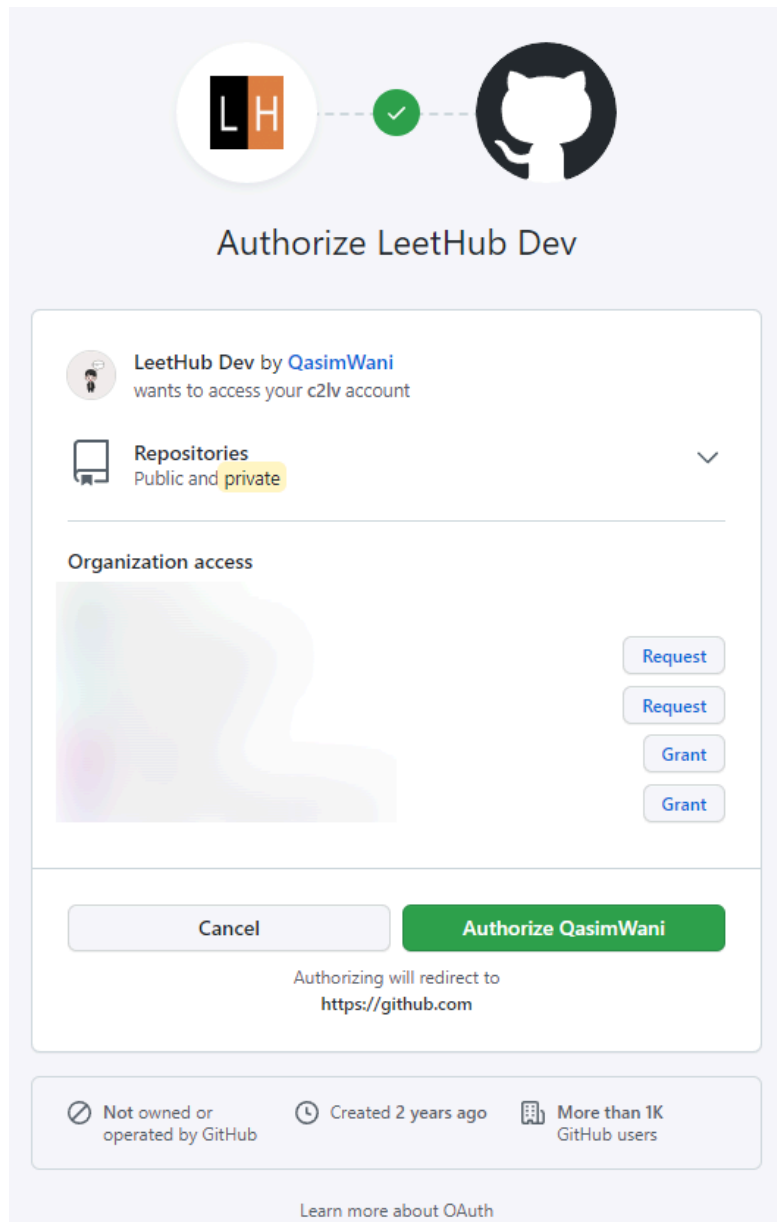 LH
Authorize LeetHub Dev
LeetHub Dev by QasimWani
wants to access your c2lv account
Repositories
Public and private
Organization access
Request
Request
Grant
Grant
Cancel
Authorize QasimWani
Authorizing will redirect to
https://github.com
Not owned or
operated by GitHub
Created 2 years ago
More than 1K
GitHub users
Learn more about OAuth